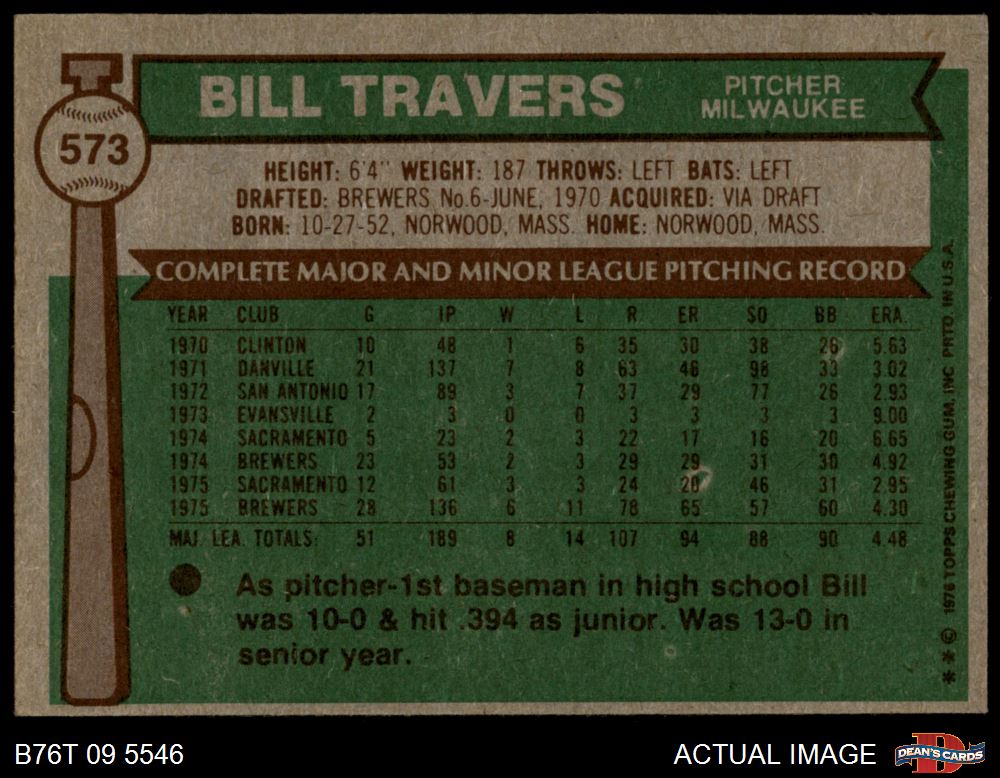 573
BILL TRAVERS
PITCHER
MILWAUKEE
HEIGHT: 6'4" WEIGHT: 187 THROWS: LEFT BATS: LEFT
DRAFTED: BREWERS No.6-JUNE, 1970 ACQUIRED: VIA DRAFT
BORN: 10-27-52, NORWOOD, MASS. HOME: NORWOOD, MASS.
COMPLETE MAJOR AND MINOR LEAGUE PITCHING RECORD
YEAR CLUB G IP W L R ER SO BB ERA.
1970 CLINTON 10 48 1 6 35 30 38 26 5.63
1971 DANVILLE 21 137 7 8 63 46 98 33 3.02
1972 SAN ANTONIO 17 89 3 7 37 29 77 26 2.93
1973 EVANSVILLE 2 3 0 0 3 3 3 3 9.00
1974 SACRAMENTO 5 23 2 3 22 17 16 20 6.65
1974 BREWERS 23 53 2 3 29 29 31 30 4.92
1975 SACRAMENTO 12 61 3 3 24 20 46 31 2.95
1975 BREWERS 28 136 6 11 78 65 57 60 4.30
MAJ. LEA. TOTALS: 51 189 8 14 107 94 88 90 4.48
As pitcher-1st baseman in high school Bill
was 10-0 & hit .394 as junior. Was 13-0 in
senior year.
** © 1976 TOPPS CHEWING GUM, INC PRTD. IN U.S.A.
B76T 09 5546
ACTUAL IMAGE
DEAN'S CARDS